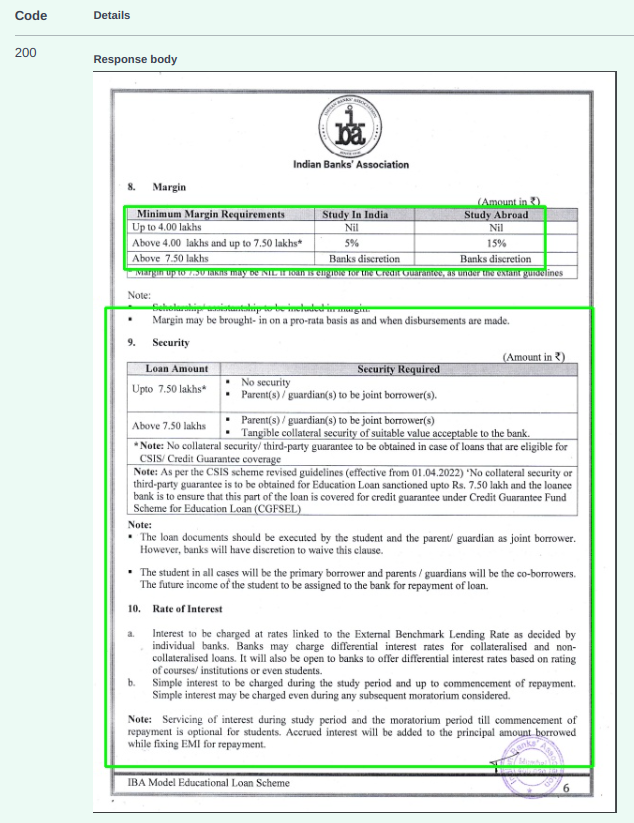 Code Details
200
Response body
INDIAN BANKS' ASSOCIATION
iba
Indian Banks' Association
8. Margin
(Amount in ₹)
Minimum Margin Requirements Study In India Study Abroad
Up to 4.00 lakhs Nil Nil
Above 4.00 lakhs and up to 7.50 lakhs* 5% 15%
Above 7.50 lakhs Banks discretion Banks discretion
* Margin up to 7.50 lakhs may be NIL if loan is eligible for the Credit Guarantee, as under the extant guidelines
Note:
▪ Scholarship/ assistantship to be included in margin.
▪ Margin may be brought- in on a pro-rata basis as and when disbursements are made.
9. Security
(Amount in ₹)
Loan Amount Security Required
Upto 7.50 lakhs*
▪ No security
▪ Parent(s) / guardian(s) to be joint borrower(s).
Above 7.50 lakhs
▪ Parent(s) / guardian(s) to be joint borrower(s)
▪ Tangible collateral security of suitable value acceptable to the bank.
*Note: No collateral security/ third-party guarantee to be obtained in case of loans that are eligible for
CSIS/ Credit Guarantee coverage
Note: As per the CSIS scheme revised guidelines (effective from 01.04.2022) 'No collateral security or
third-party guarantee is to be obtained for Education Loan sanctioned upto Rs. 7.50 lakh and the loanee
bank is to ensure that this part of the loan is covered for credit guarantee under Credit Guarantee Fund
Scheme for Education Loan (CGFSEL)
Note:
▪ The loan documents should be executed by the student and the parent/ guardian as joint borrower.
However, banks will have discretion to waive this clause.
▪ The student in all cases will be the primary borrower and parents / guardians will be the co-borrowers.
The future income of the student to be assigned to the bank for repayment of loan.
10. Rate of Interest
a. Interest to be charged at rates linked to the External Benchmark Lending Rate as decided by
individual banks. Banks may charge differential interest rates for collateralised and non-
collateralised loans. It will also be open to banks to offer differential interest rates based on rating
of courses/ institutions or even students.
b. Simple interest to be charged during the study period and up to commencement of repayment.
Simple interest may be charged even during any subsequent moratorium considered.
Note: Servicing of interest during study period and the moratorium period till commencement of
repayment is optional for students. Accrued interest will be added to the principal amount borrowed
while fixing EMI for repayment.
Banks'
Mumbai
IBA Model Educational Loan Scheme 6